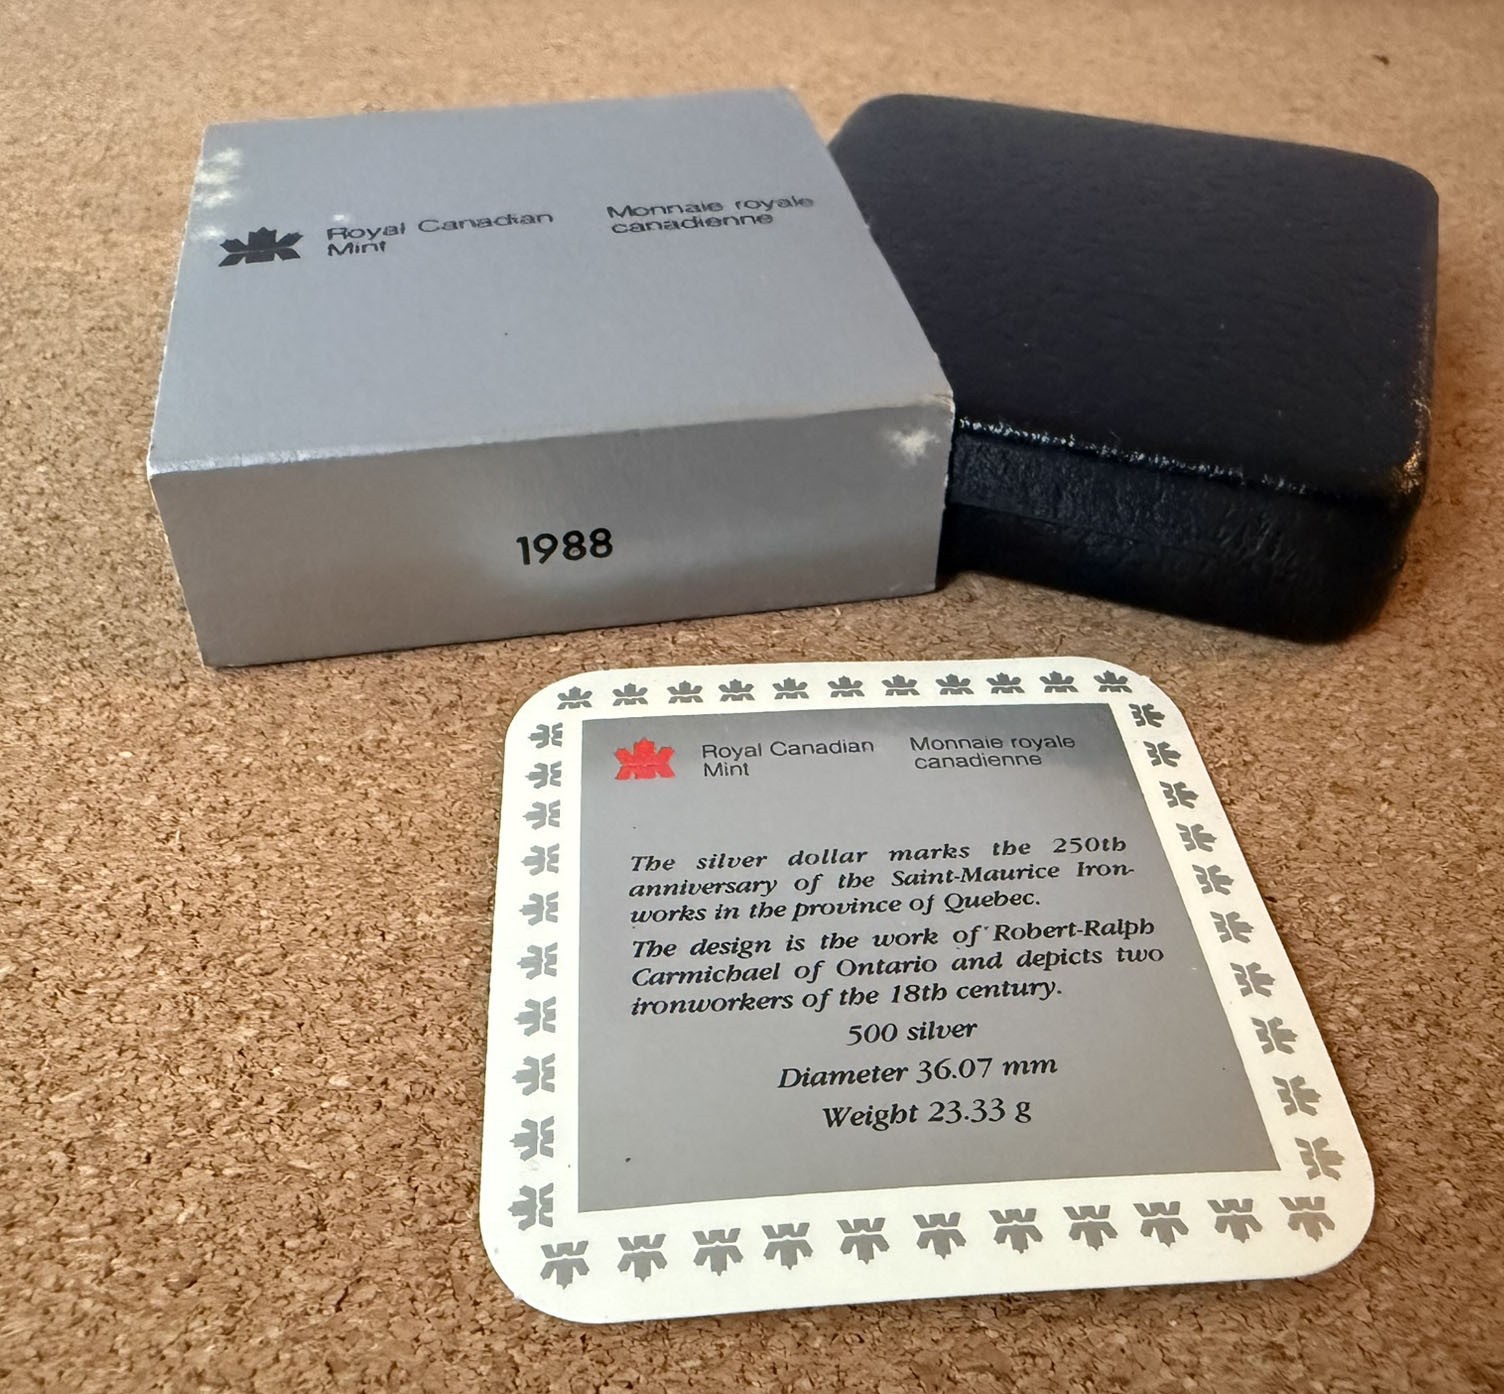 Royal Canadian
Mint
Monnaie royale
canadienne
1988
Royal Canadian
Mint
Monnaie royale
canadienne
The silver dollar marks the 250th
anniversary of the Saint-Maurice Iron-
works in the province of Quebec.
The design is the work of Robert-Ralph
Carmichael of Ontario and depicts two
ironworkers of the 18th century.
500 silver
Diameter 36.07 mm
Weight 23.33 g